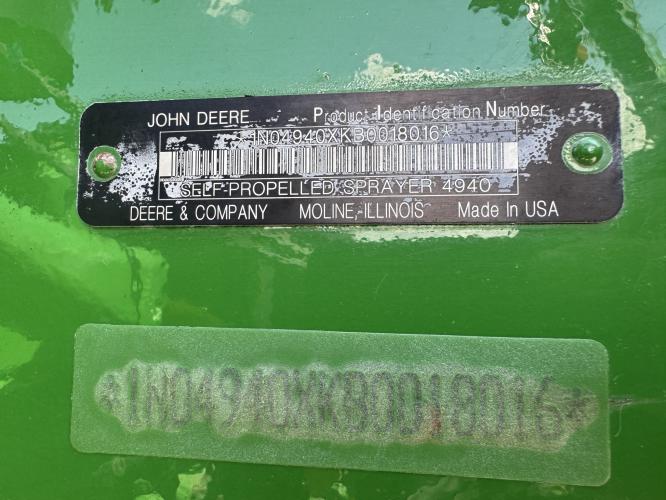 JOHN DEERE Product Identification Number
1N04940XKB0018016*
SELF PROPELLED SPRAYER 4940
DEERE & COMPANY MOLINE, ILLINOIS Made In USA
*1N04940XKB0018016*